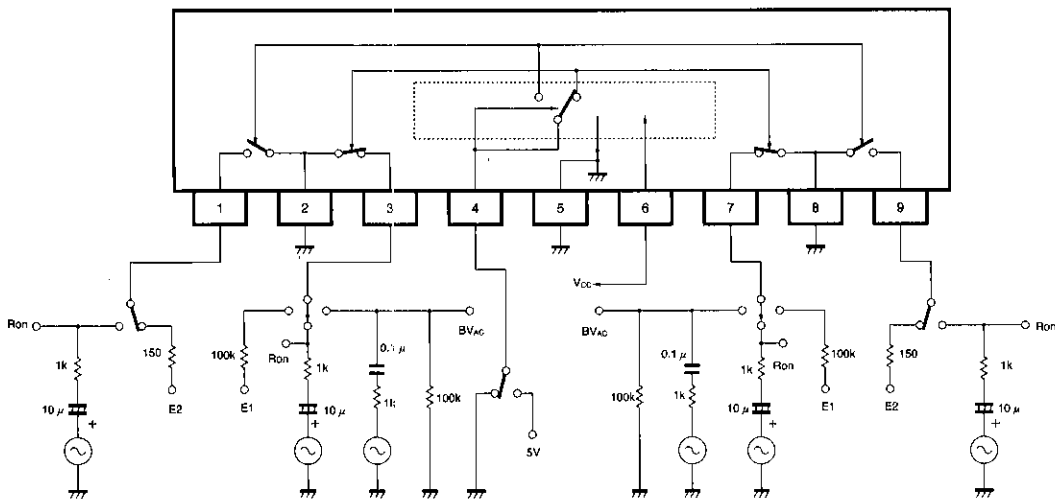 1 2 3 4 5 6 7 8 9
Vcc
Ron 1k 10 μ +
150 E2
100k E1
Ron 1k 10 μ +
0.1 μ 1k
100k
BVAC
5V
BVAC
100k
0.1 μ 1k
Ron 1k 10 μ +
100k E1
150 E2
Ron 1k 10 μ +